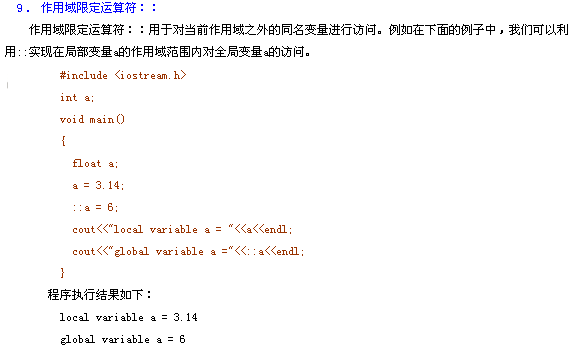 9. 作用域限定运算符::
作用域限定运算符::用于对当前作用域之外的同名变量进行访问。例如在下面的例子中,我们可以利
用::实现在局部变量a的作用域范围内对全局变量a的访问。
#include <iostream.h>
int a;
void main()
{
float a;
a = 3.14;
::a = 6;
cout<<"local variable a = "<<a<<endl;
cout<<"global variable a ="<<::a<<endl;
}
程序执行结果如下:
local variable a = 3.14
global variable a = 6